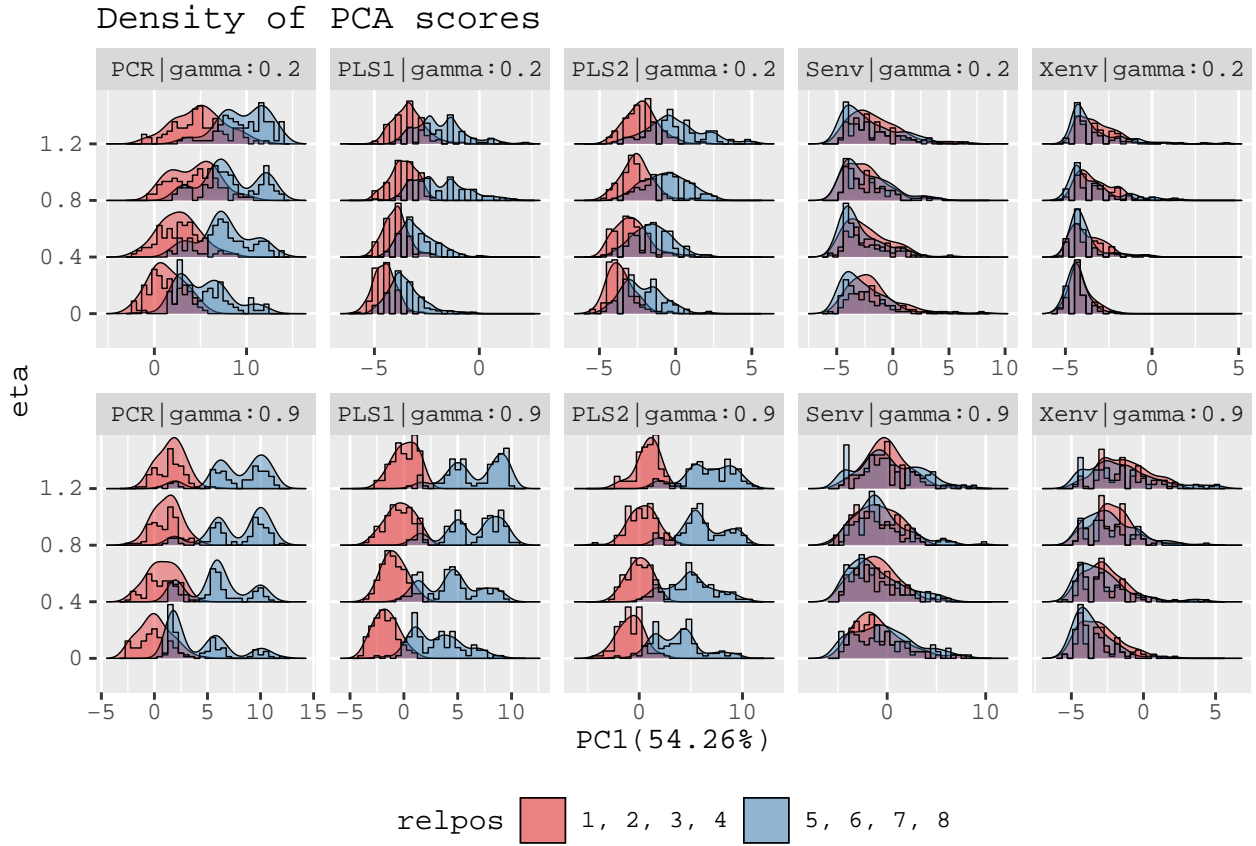 Density of PCA scores
PCR|gamma:0.2 PLS1|gamma:0.2 PLS2|gamma:0.2 Senv|gamma:0.2 Xenv|gamma:0.2
1.2
0.8
0.4
0
0 10 -5 0 -5 0 -5 0 5 10 -5 0 5
eta
PCR|gamma:0.9 PLS1|gamma:0.9 PLS2|gamma:0.9 Senv|gamma:0.9 Xenv|gamma:0.9
1.2
0.8
0.4
0
-5 0 5 10 15 -5 0 5 10 0 10 0 10 -5 0 5
PC1(54.26%)
relpos 1, 2, 3, 4 5, 6, 7, 8